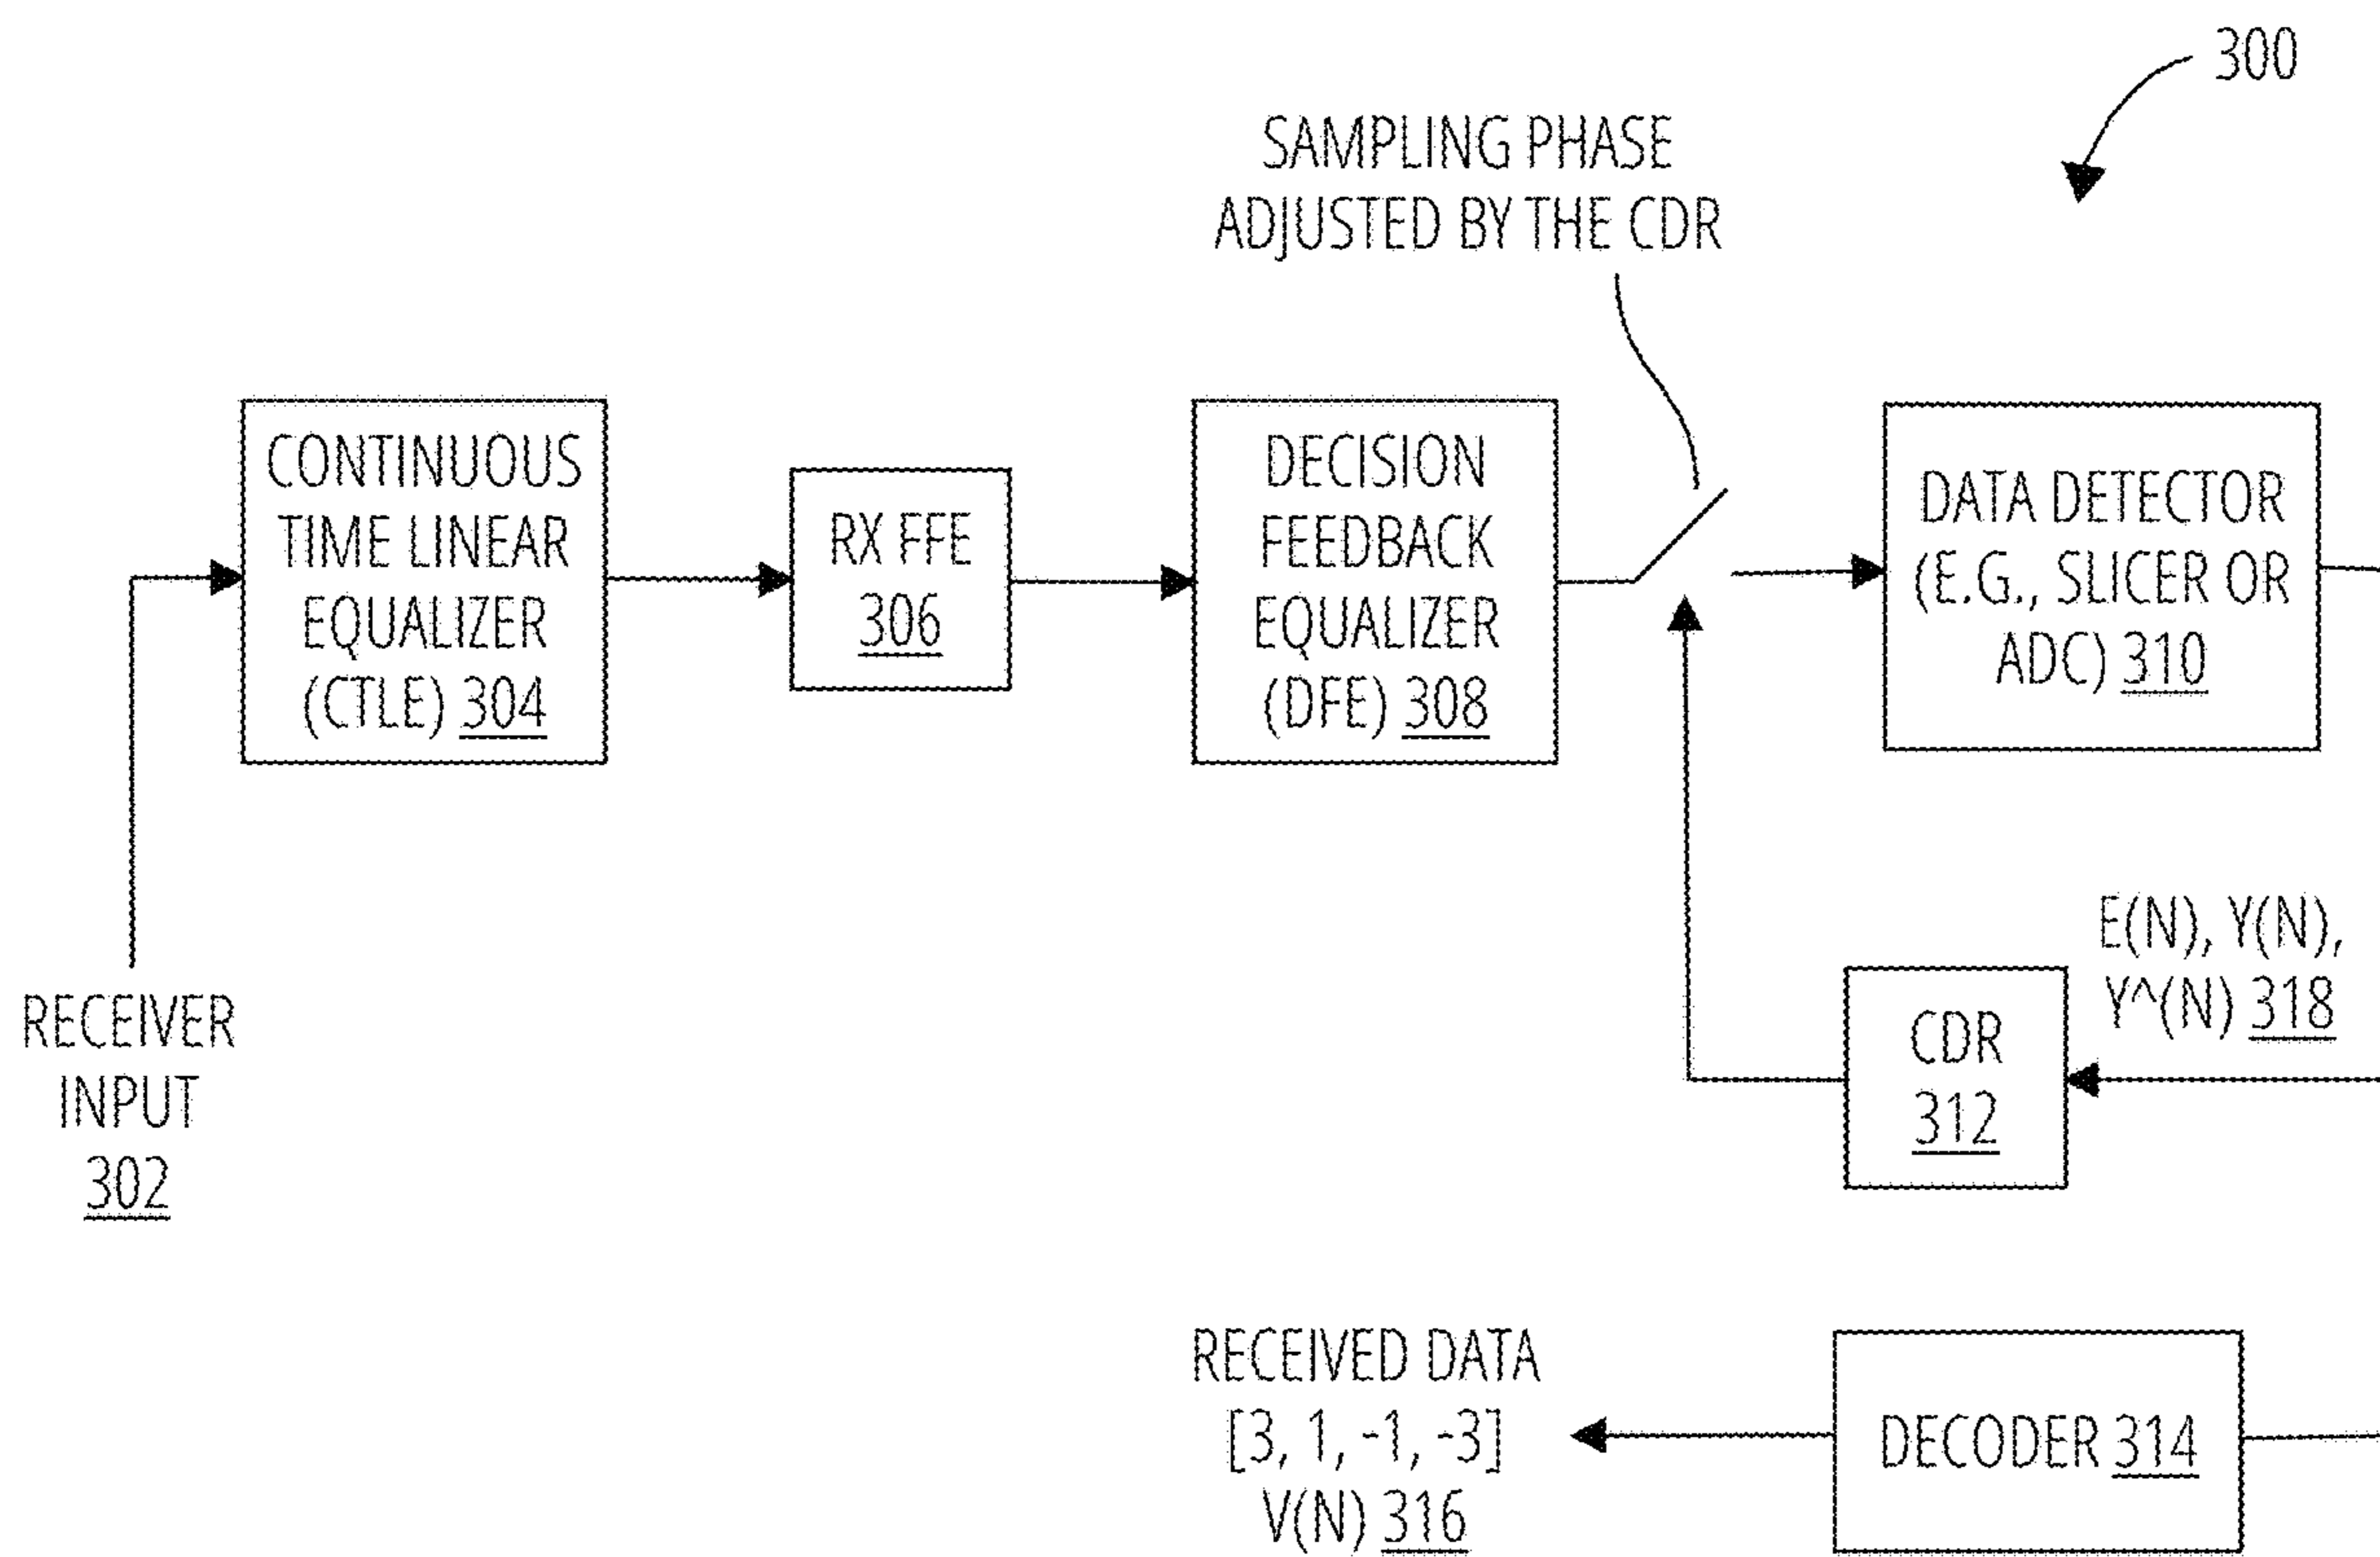 300
SAMPLING PHASE
ADJUSTED BY THE CDR
CONTINUOUS
TIME LINEAR
EQUALIZER
(CTLE) 304
RX FFE
306
DECISION
FEEDBACK
EQUALIZER
(DFE) 308
DATA DETECTOR
(E.G., SLICER OR
ADC) 310
RECEIVER
INPUT
302
E(N), Y(N),
Y^(N) 318
CDR
312
RECEIVED DATA
[3, 1, -1, -3]
V(N) 316
DECODER 314